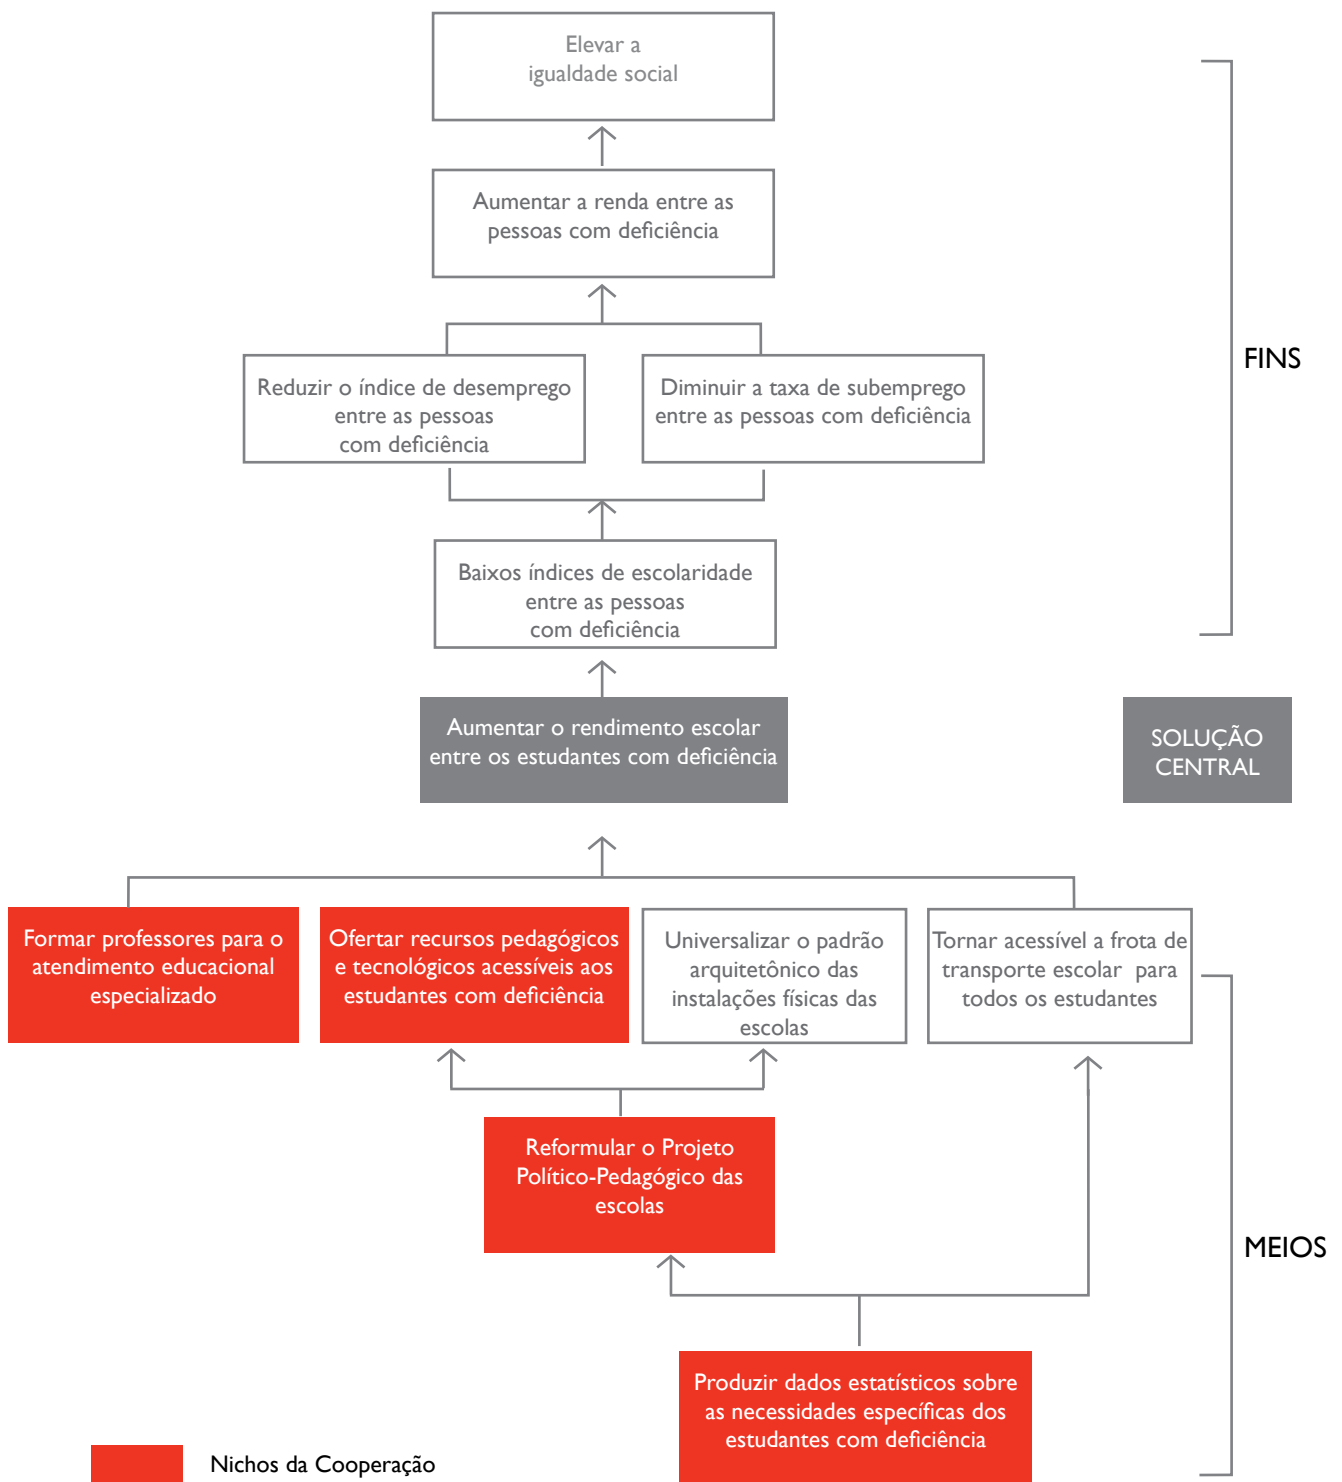 Elevar a
igualdade social
Aumentar a renda entre as
pessoas com deficiência
FINS
Reduzir o índice de desemprego
entre as pessoas
com deficiência
Diminuir a taxa de subemprego
entre as pessoas com deficiência
Baixos índices de escolaridade
entre as pessoas
com deficiência
Aumentar o rendimento escolar
entre os estudantes com deficiência
SOLUÇÃO
CENTRAL
Formar professores para o
atendimento educacional
especializado
Ofertar recursos pedagógicos
e tecnológicos acessíveis aos
estudantes com deficiência
Universalizar o padrão
arquitetônico das
instalações físicas das
escolas
Tornar acessível a frota de
transporte escolar para
todos os estudantes
Reformular o Projeto
Político-Pedagógico das
escolas
MEIOS
Produzir dados estatísticos sobre
as necessidades específicas dos
estudantes com deficiência
Nichos da Cooperação